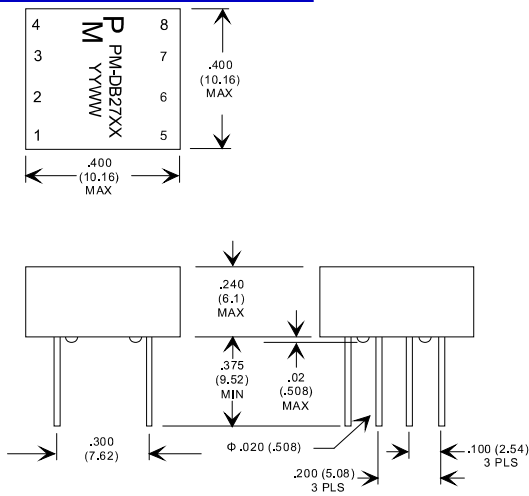 4
8
3
7
2
6
1
5
P
M
PM-DB27XX
YYWW
.400
(10.16)
MAX
.400
(10.16)
MAX
.240
(6.1)
MAX
.375
(9.52)
MIN
.02
(.508)
MAX
.300
(7.62)
Φ.020 (.508)
.100 (2.54)
3 PLS
.200 (5.08)
3 PLS